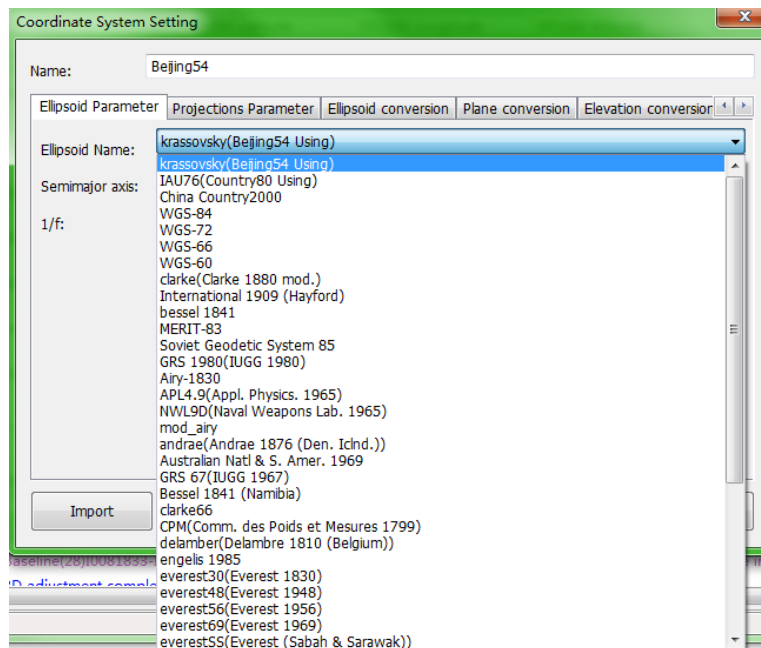 Coordinate System Setting
Name:
Beijing54
Ellipsoid Parameter
Projections Parameter
Ellipsoid conversion
Plane conversion
Elevation conversion
Ellipsoid Name:
krassovsky(Beijing54 Using)
Semimajor axis:
1/f:
krassovsky(Beijing54 Using)
IAU76(Country80 Using)
China Country2000
WGS-84
WGS-72
WGS-66
WGS-60
clarke(Clarke 1880 mod.)
International 1909 (Hayford)
bessel 1841
MERIT-83
Soviet Geodetic System 85
GRS 1980(IUGG 1980)
Airy-1830
APL4.9(Appl. Physics. 1965)
NWL9D(Naval Weapons Lab. 1965)
mod_airy
andrae(Andrae 1876 (Den. Iclnd.))
Australian Natl & S. Amer. 1969
GRS 67(IUGG 1967)
Bessel 1841 (Namibia)
clarke66
CPM(Comm. des Poids et Mesures 1799)
delamber(Delambre 1810 (Belgium))
engelis 1985
everest30(Everest 1830)
everest48(Everest 1948)
everest56(Everest 1956)
everest69(Everest 1969)
everestSS(Everest (Sabah & Sarawak))
Import